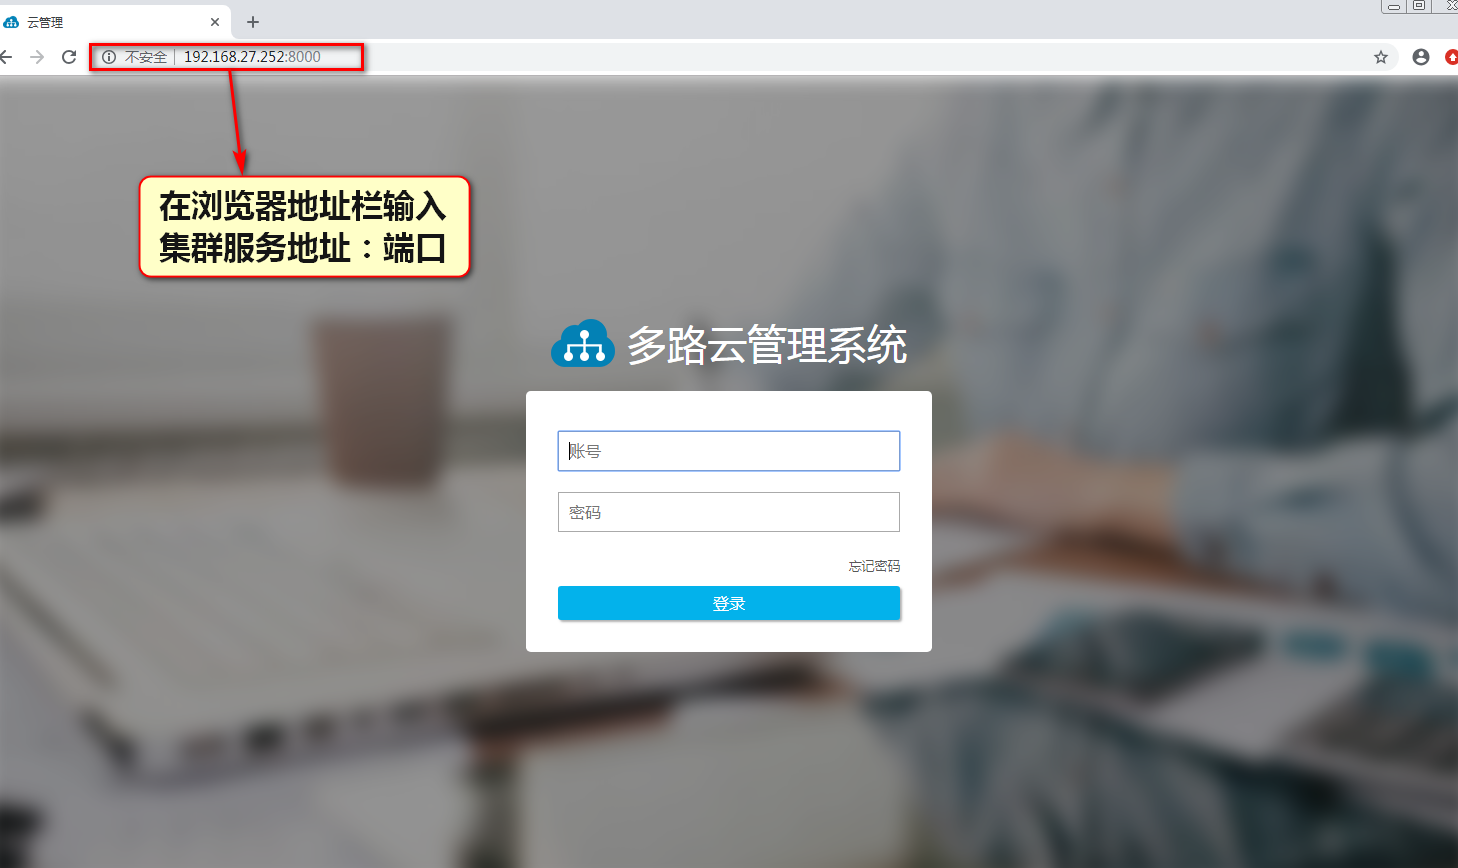 云管理
不安全 192.168.27.252:8000
在浏览器地址栏输入
集群服务地址：端口
多路云管理系统
账号
密码
忘记密码
登录